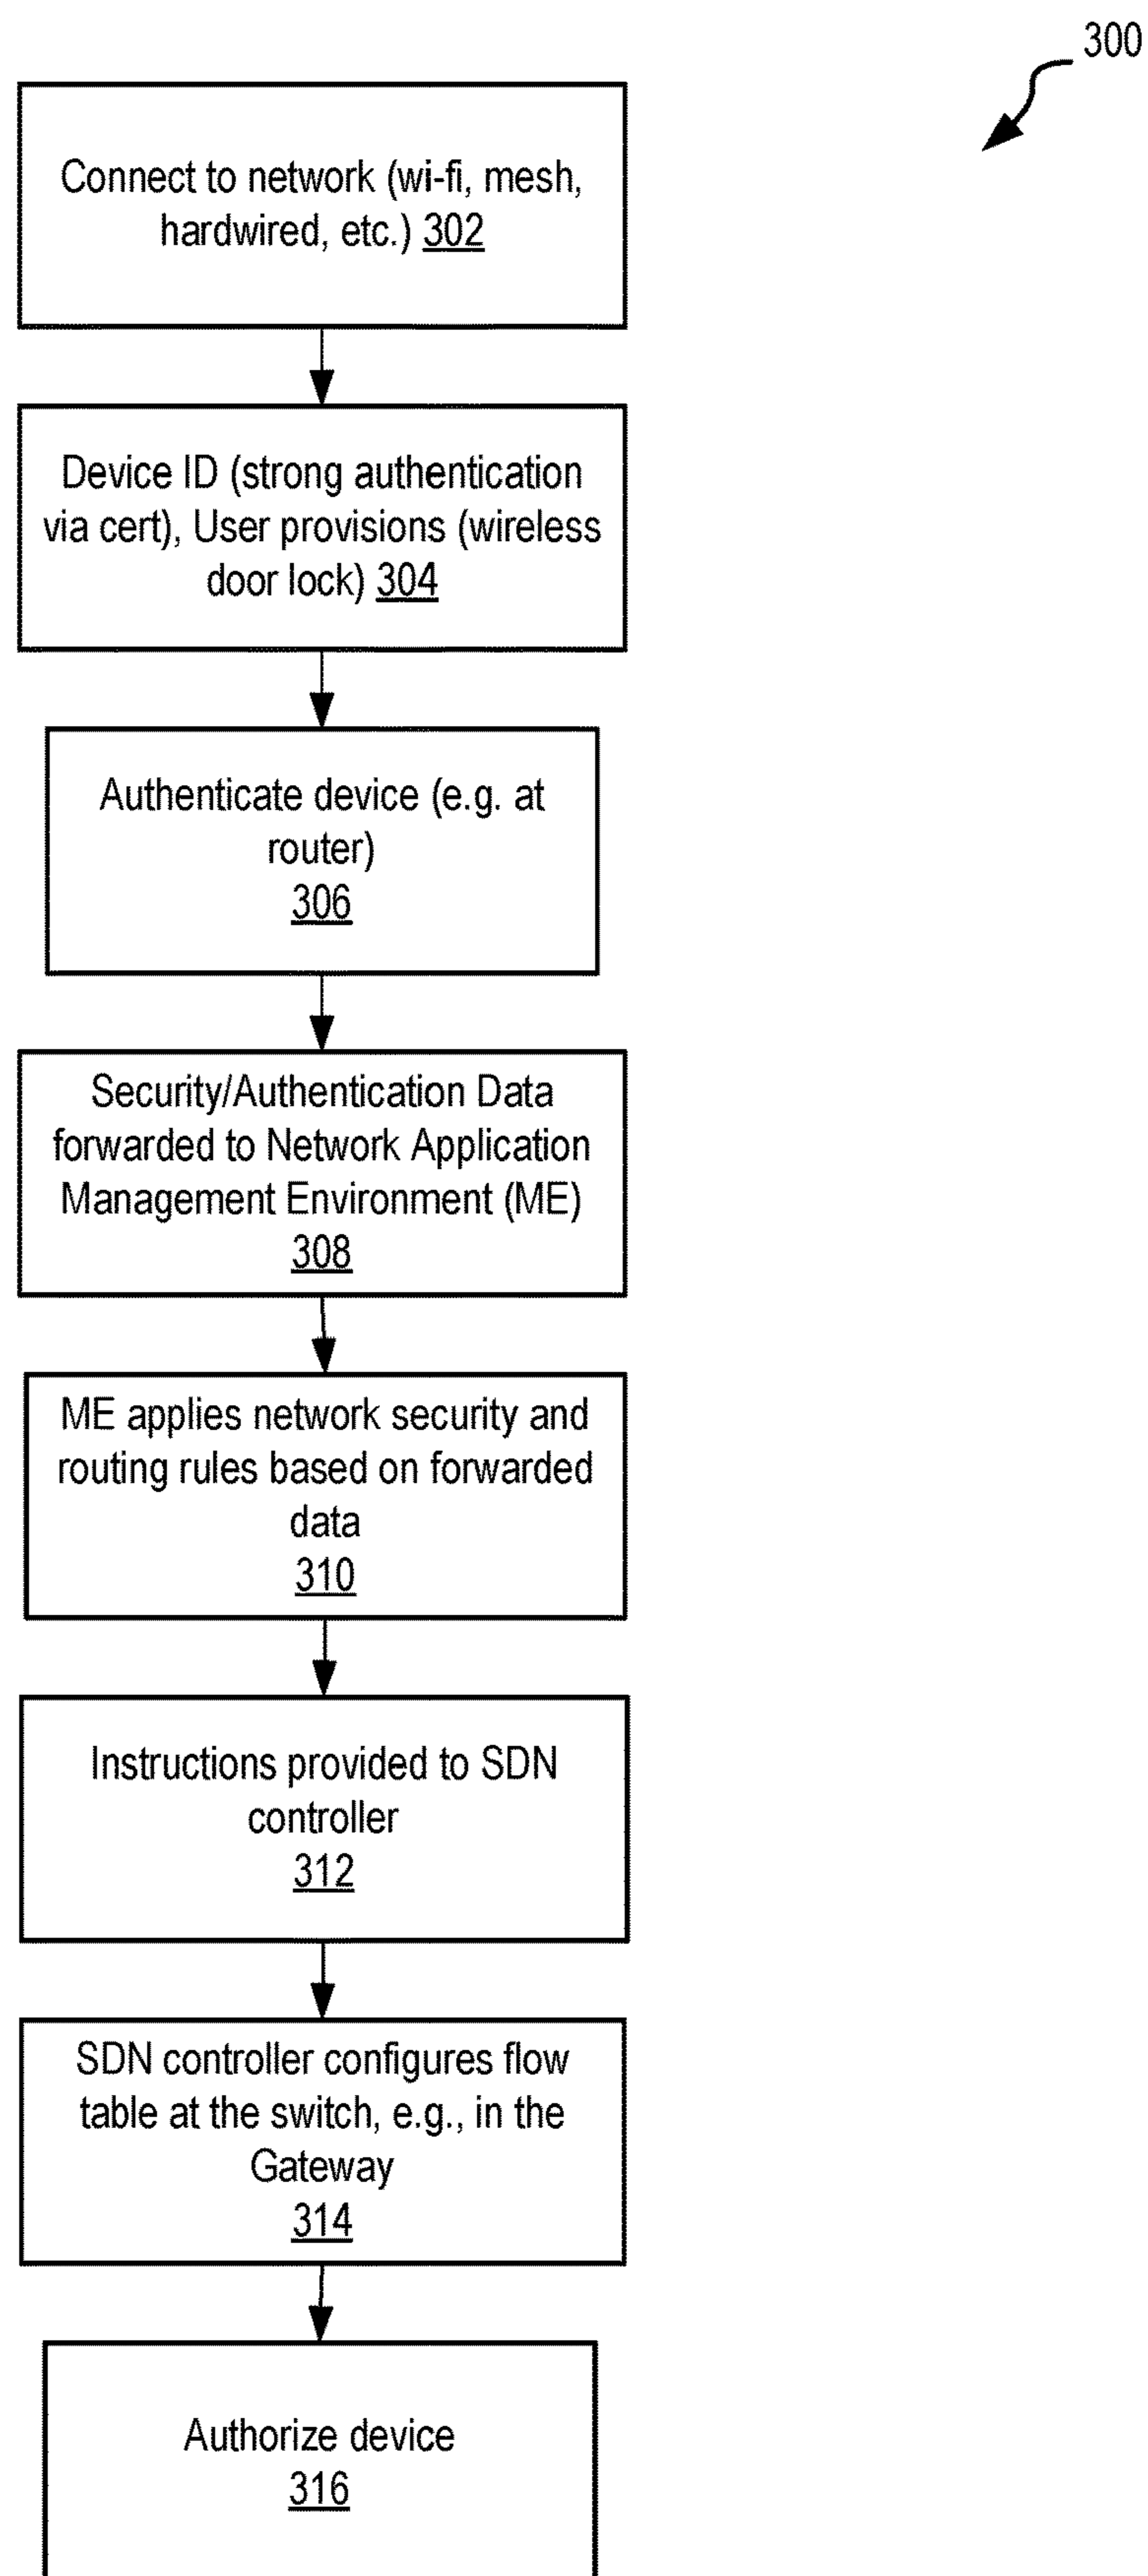 300
Connect to network (wi-fi, mesh,
hardwired, etc.) 302
Device ID (strong authentication
via cert), User provisions (wireless
door lock) 304
Authenticate device (e.g. at
router)
306
Security/Authentication Data
forwarded to Network Application
Management Environment (ME)
308
ME applies network security and
routing rules based on forwarded
data
310
Instructions provided to SDN
controller
312
SDN controller configures flow
table at the switch, e.g., in the
Gateway
314
Authorize device
316